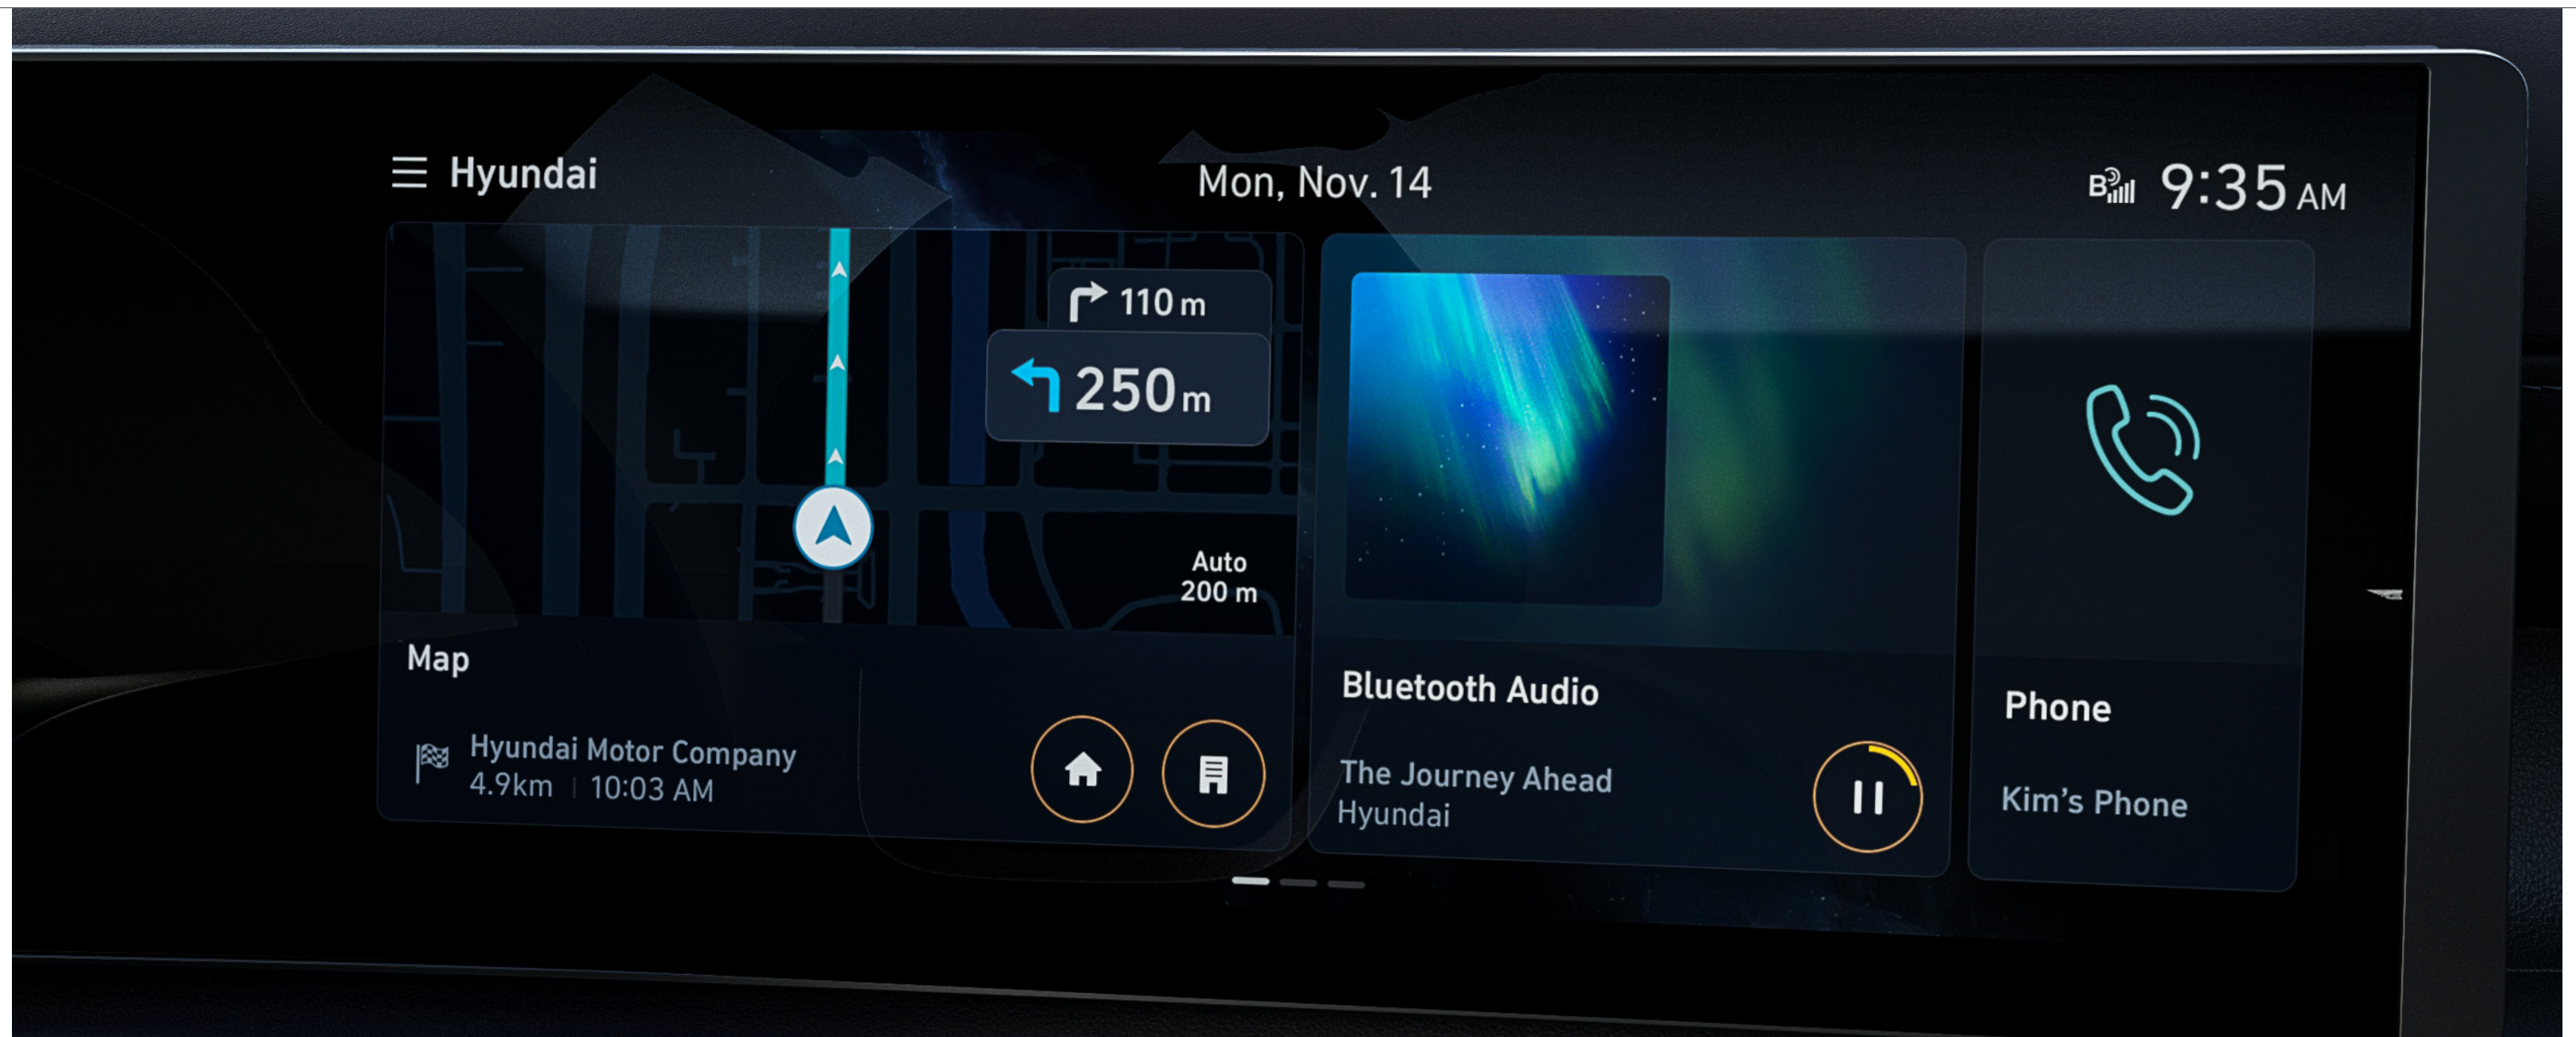 Hyundai
Mon, Nov. 14
B 9:35 AM
110 m
250 m
Auto
200 m
Map
Hyundai Motor Company
4.9km | 10:03 AM
Bluetooth Audio
The Journey Ahead
Hyundai
Phone
Kim's Phone